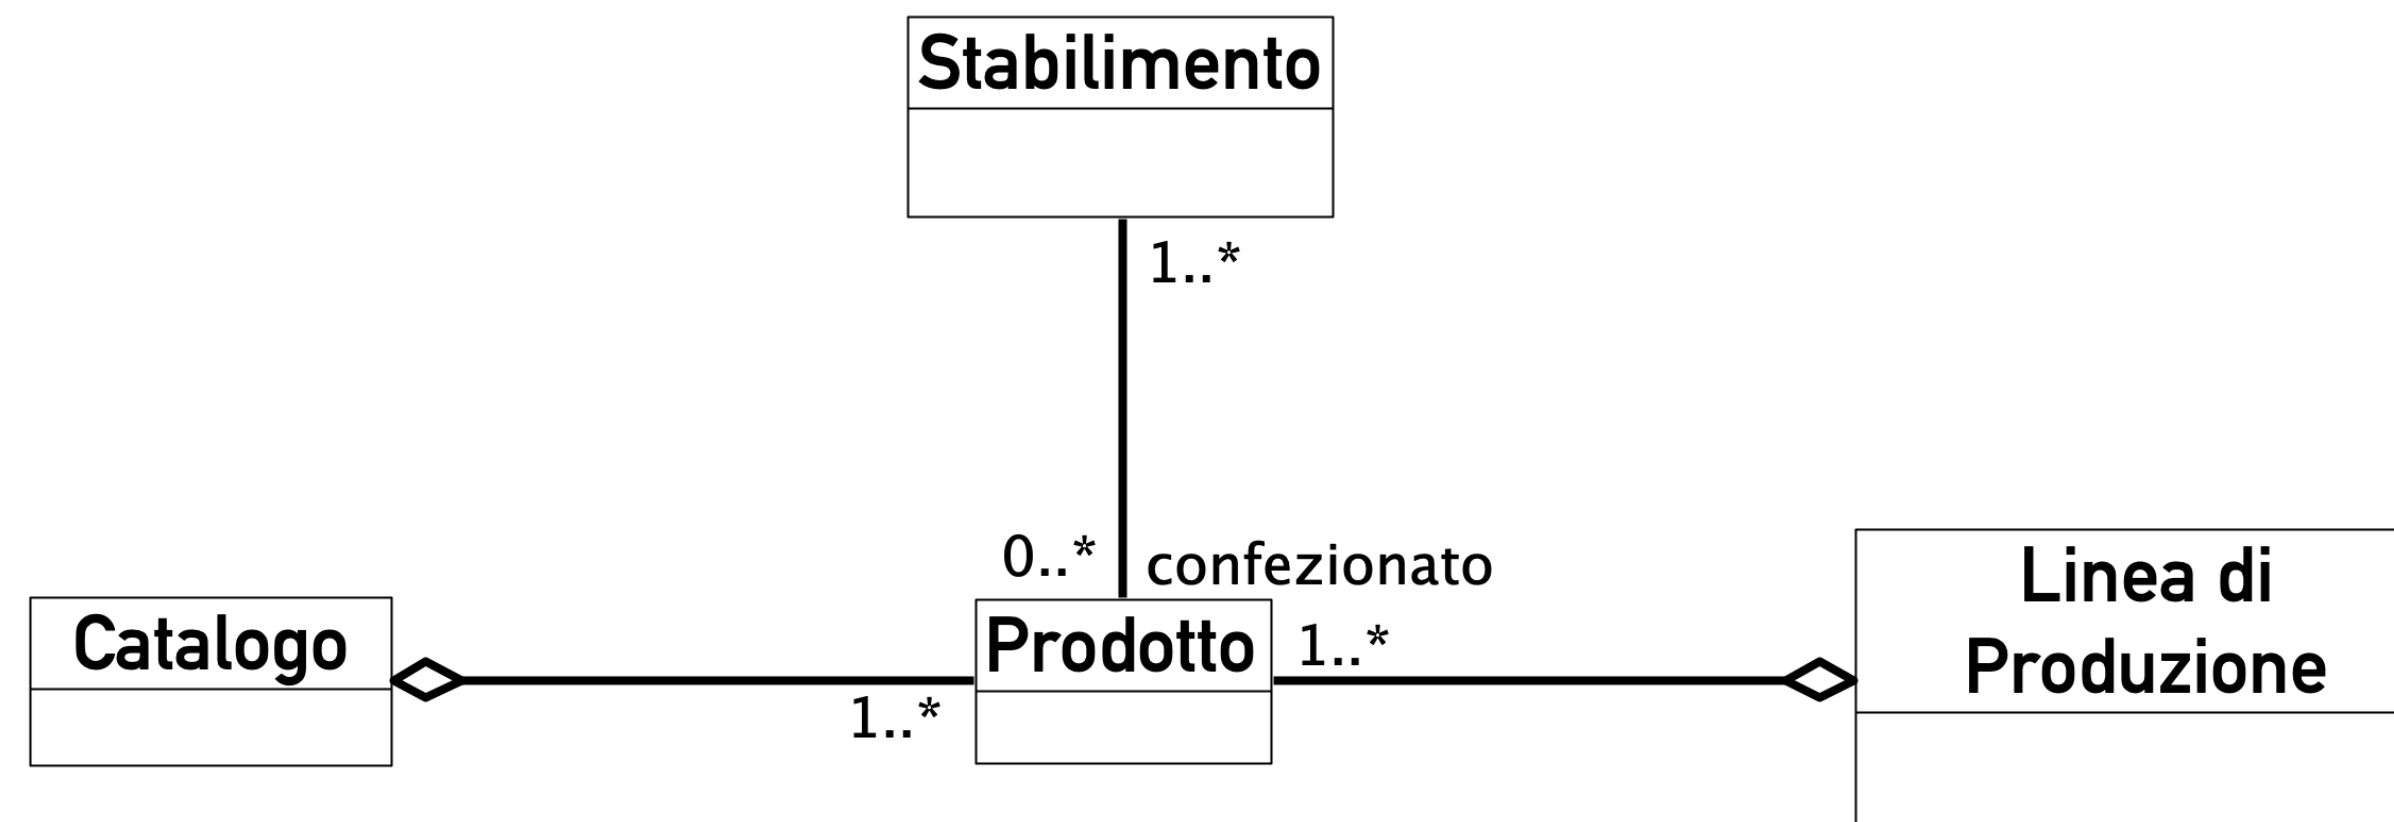 Stabilimento
1..*
0..*
confezionato
Catalogo
1..*
Prodotto
1..*
Linea di
Produzione